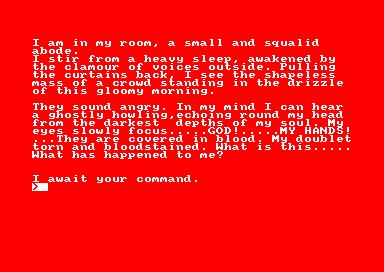 I am in my room, a small and squalid
abode.
I stir from a heavy sleep, awakened by
the clamour of voices outside. Pulling
the curtains back, I see the shapeless
mass of a crowd standing in the drizzle
of this gloomy morning.
They sound angry. In my mind I can hear
a ghostly howling,echoing round my head
from the darkest  depths of my soul. My
eyes slowly focus.....GOD!.....MY HANDS!
...They are covered in blood. My doublet
torn and bloodstained. What is this.....
What has happened to me?
I await your command.
>